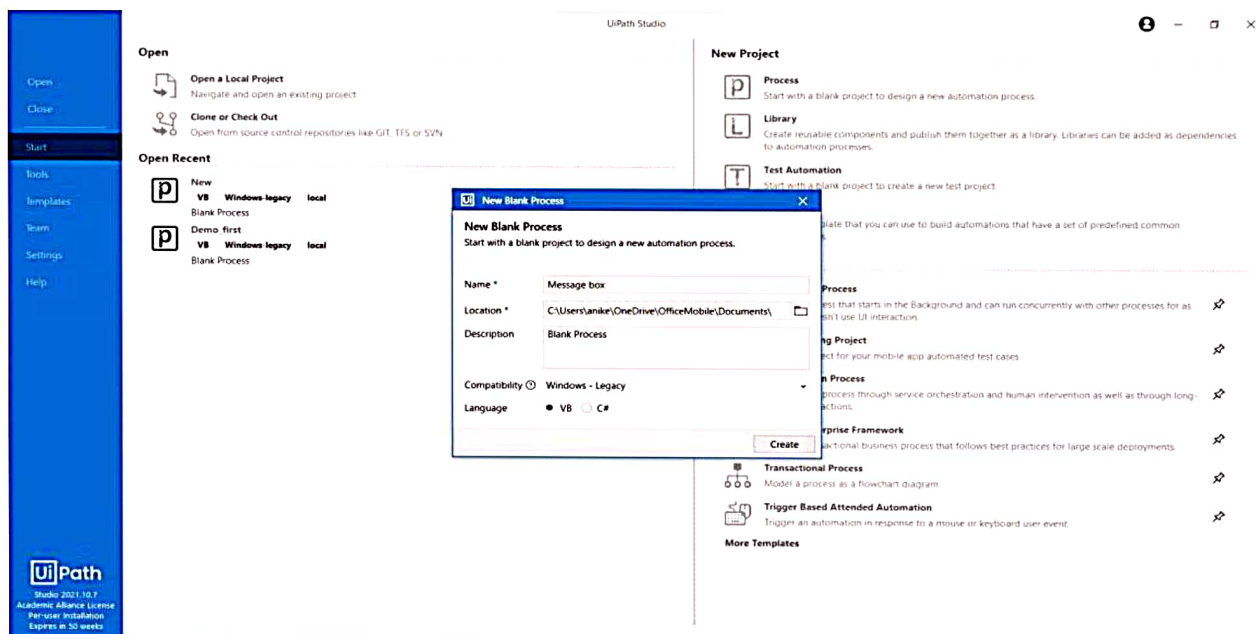 UiPath Studio
Open
Close
Start
Tools
Templates
Team
Settings
Help
UiPath
Studio 2021.10.7
Academic Alliance License
Per-user Installation
Expires in 50 weeks
Open
Open a Local Project
Navigate and open an existing project
Clone or Check Out
Open from source control repositories like GIT, TFS or SVN
Open Recent
New
VB Windows-legacy local
Blank Process
Demo_first
VB Windows-legacy local
Blank Process
Ui New Blank Process
New Blank Process
Start with a blank project to design a new automation process.
Name *
Message box
Location *
C:\Users\anike\OneDrive\OfficeMobile\Documents\
Description
Blank Process
Compatibility
Windows - Legacy
Language
VB C#
Create
New Project
Process
Start with a blank project to design a new automation process.
Library
Create reusable components and publish them together as a library. Libraries can be added as dependencies
to automation processes.
Test Automation
Start with a blank project to create a new test project
plate that you can use to build automations that have a set of predefined common
Process
that starts in the Background and can run concurrently with other processes for as
sn't use UI interaction.
ng Project
ect for your mobile app automated test cases
n Process
process through service orchestration and human intervention as well as through long-
actions.
rprise Framework
actional business process that follows best practices for large scale deployments.
Transactional Process
Model a process as a flowchart diagram.
Trigger Based Attended Automation
Trigger an automation in response to a mouse or keyboard user event.
More Templates